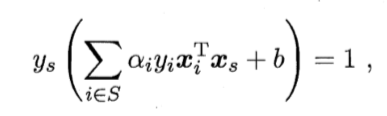 $y_s \left( \sum_{i \in S} \alpha_i y_i \boldsymbol{x}_i^{\mathrm{T}} \boldsymbol{x}_s + b \right) = 1 \ ,$